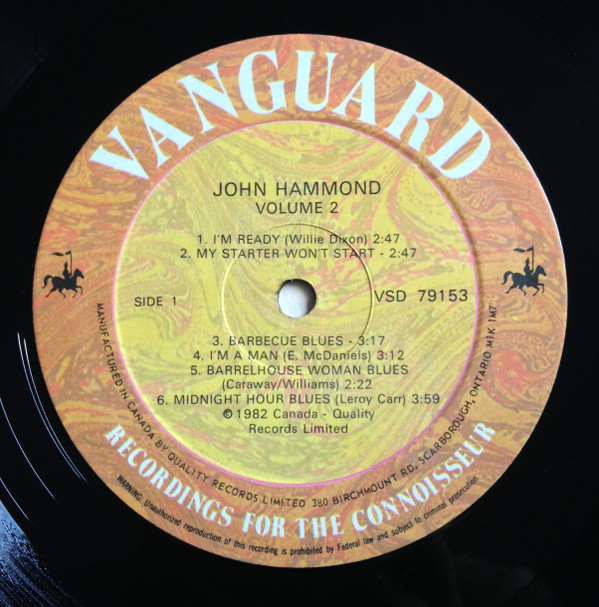 VANGUARD
JOHN HAMMOND
VOLUME 2
1. I'M READY (Willie Dixon) 2:47
2. MY STARTER WON'T START - 2:47
SIDE 1
VSD 79153
3. BARBECUE BLUES - 3:17
4. I'M A MAN (E. McDaniels) 3:12
5. BARRELHOUSE WOMAN BLUES
(Caraway/Williams) 2:22
6. MIDNIGHT HOUR BLUES (Leroy Carr) 3:59
© 1982 Canada - Quality
Records Limited
MANUFACTURED IN CANADA BY QUALITY RECORDS LIMITED 380 BIRCHMOUNT RD, SCARBOROUGH, ONTARIO M1K 1M7
RECORDINGS FOR THE CONNOISSEUR
WARNING: Unauthorized reproduction of this recording is prohibited by Federal law and subject to criminal prosecution.